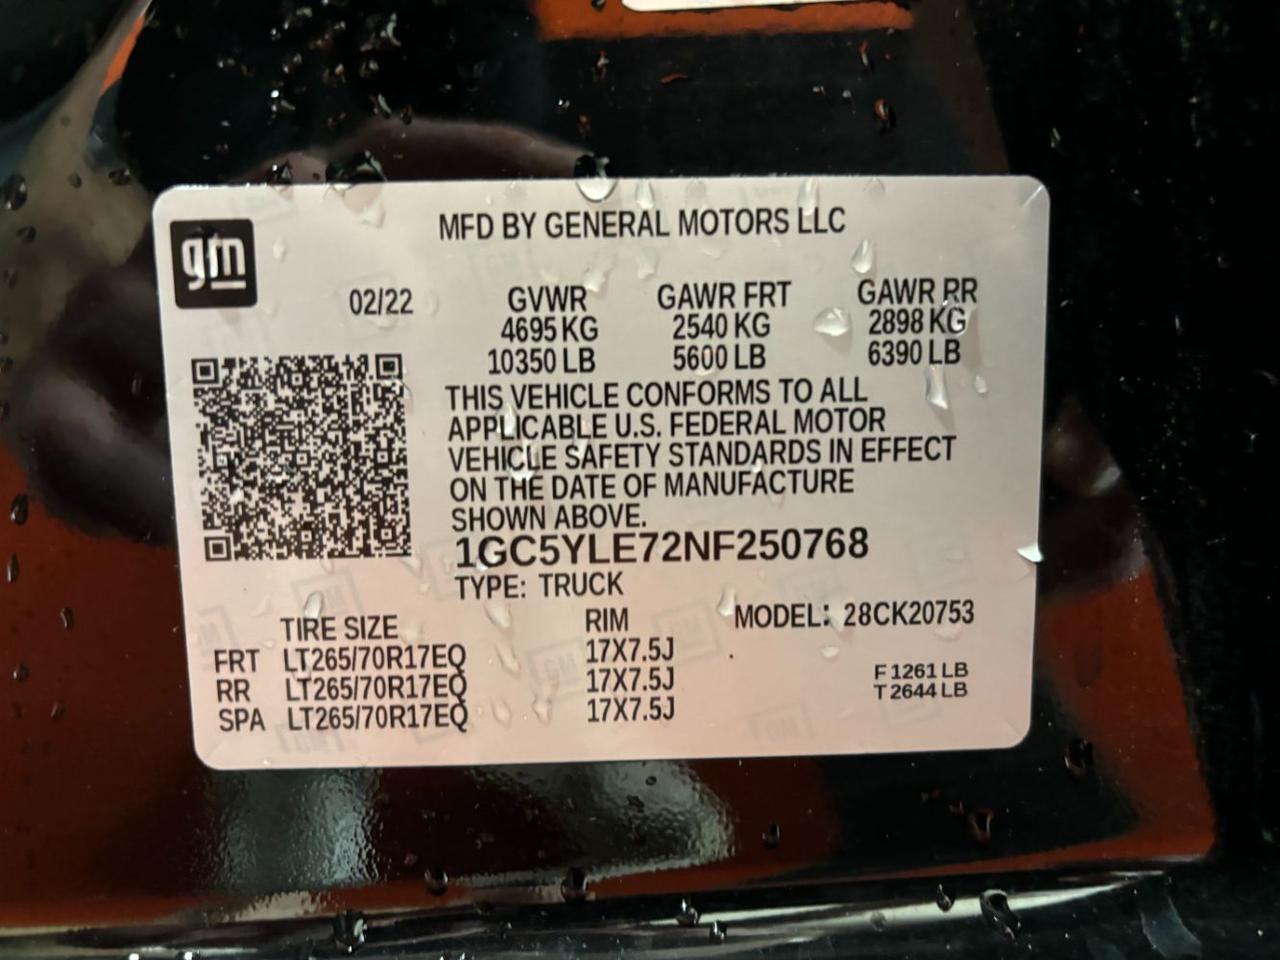 gm
MFD BY GENERAL MOTORS LLC
02/22
GVWR GAWR FRT GAWR RR
4695 KG 2540 KG 2898 KG
10350 LB 5600 LB 6390 LB
THIS VEHICLE CONFORMS TO ALL
APPLICABLE U.S. FEDERAL MOTOR
VEHICLE SAFETY STANDARDS IN EFFECT
ON THE DATE OF MANUFACTURE
SHOWN ABOVE.
1GC5YLE72NF250768
TYPE: TRUCK
TIRE SIZE RIM MODEL: 28CK20753
FRT LT265/70R17EQ 17X7.5J
RR LT265/70R17EQ 17X7.5J
SPA LT265/70R17EQ 17X7.5J
F 1261 LB
T 2644 LB